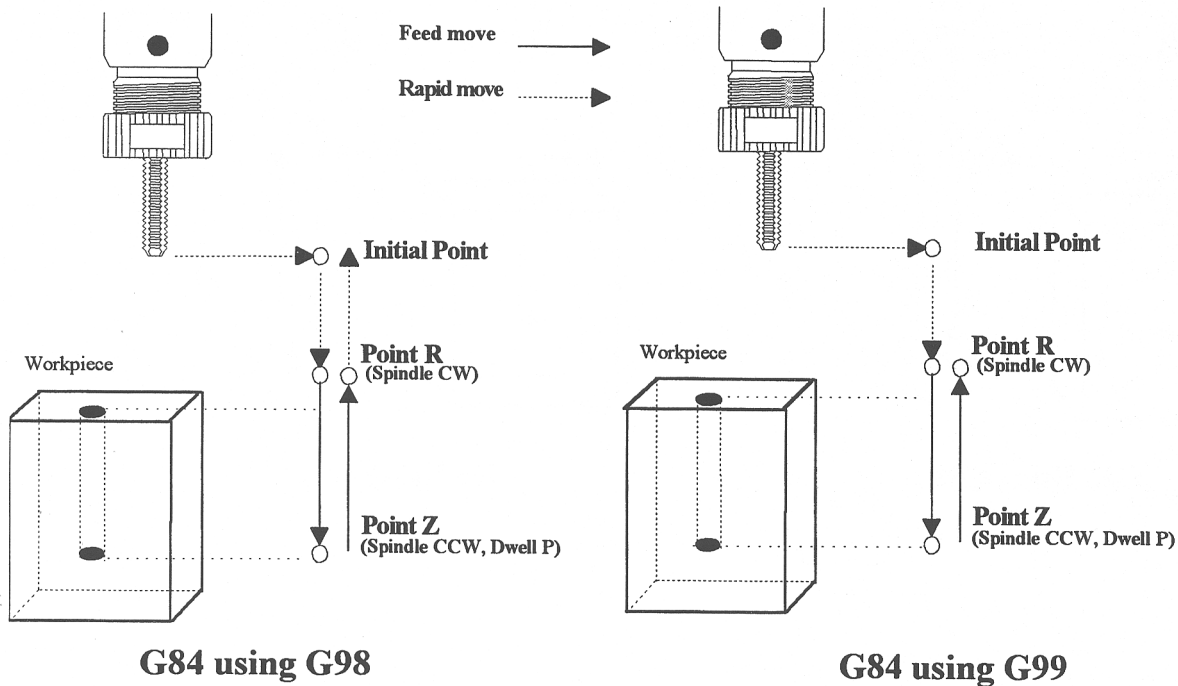 Feed move
Rapid move
Initial Point
Workpiece
Point R
(Spindle CW)
Point Z
(Spindle CCW, Dwell P)
G84 using G98
Initial Point
Workpiece
Point R
(Spindle CW)
Point Z
(Spindle CCW, Dwell P)
G84 using G99